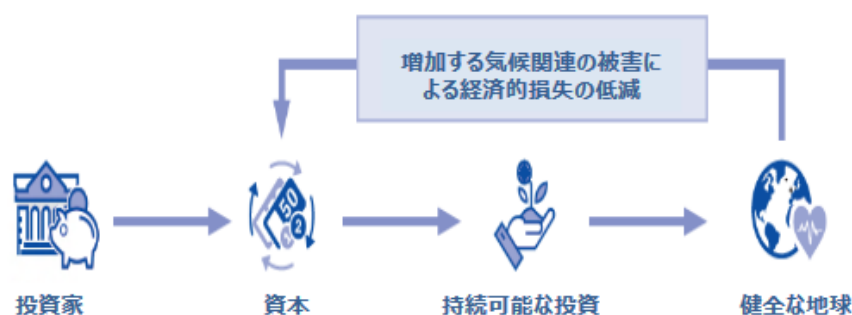 増加する気候関連の被害に
よる経済的損失の低減
50
2
投資家
資本
持続可能な投資
健全な地球